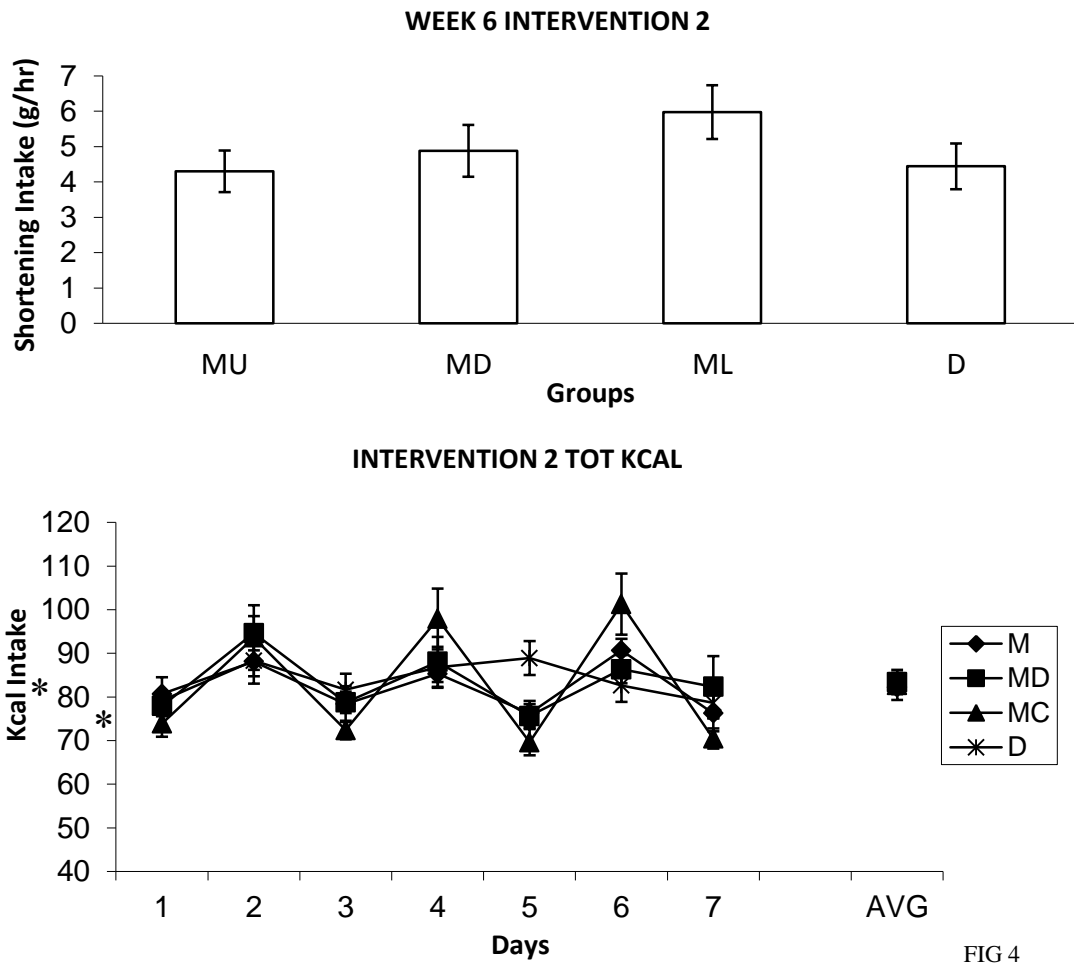 WEEK 6 INTERVENTION 2
Shortening Intake (g/hr)
7
6
5
4
3
2
1
0
MU MD ML D
Groups
INTERVENTION 2 TOT KCAL
Kcal Intake
*
*
120
110
100
90
80
70
60
50
40
M
MD
MC
D
1 2 3 4 5 6 7 AVG
Days
FIG 4